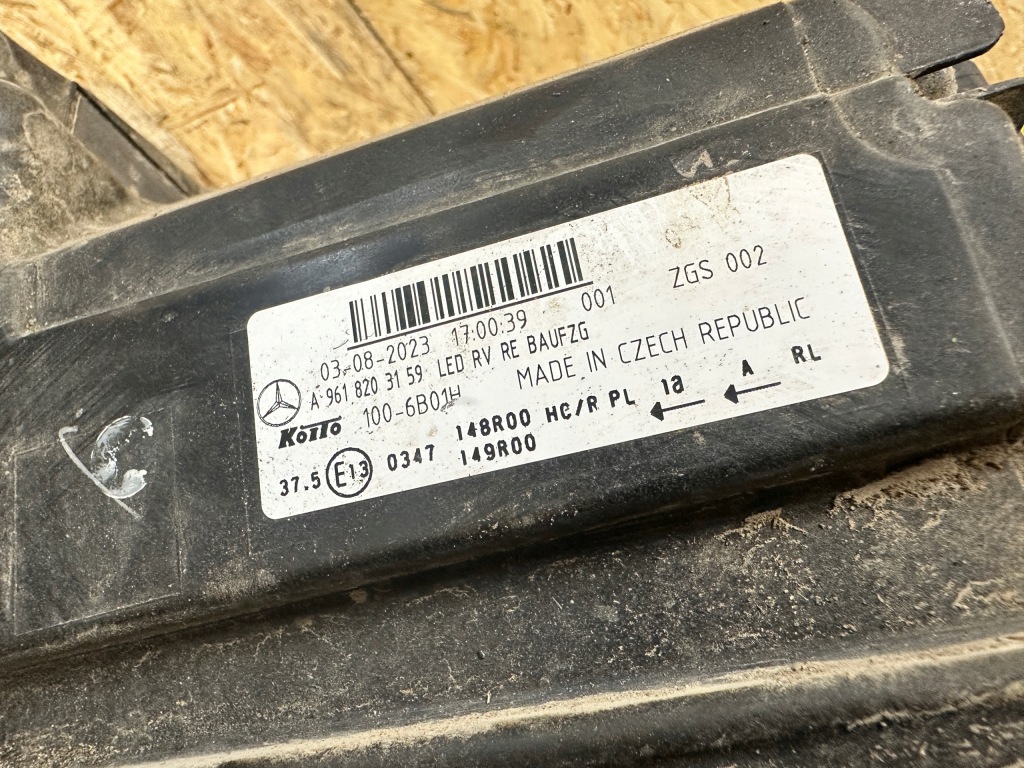 ZGS 002
03-08-2023 17:00:39 001
A 961 820 31 59 LED RV RE BAUFZG
KOITO 100-6B01H MADE IN CZECH REPUBLIC
37.5 E13 0347 148R00 HC/R PL 1a A RL
149R00